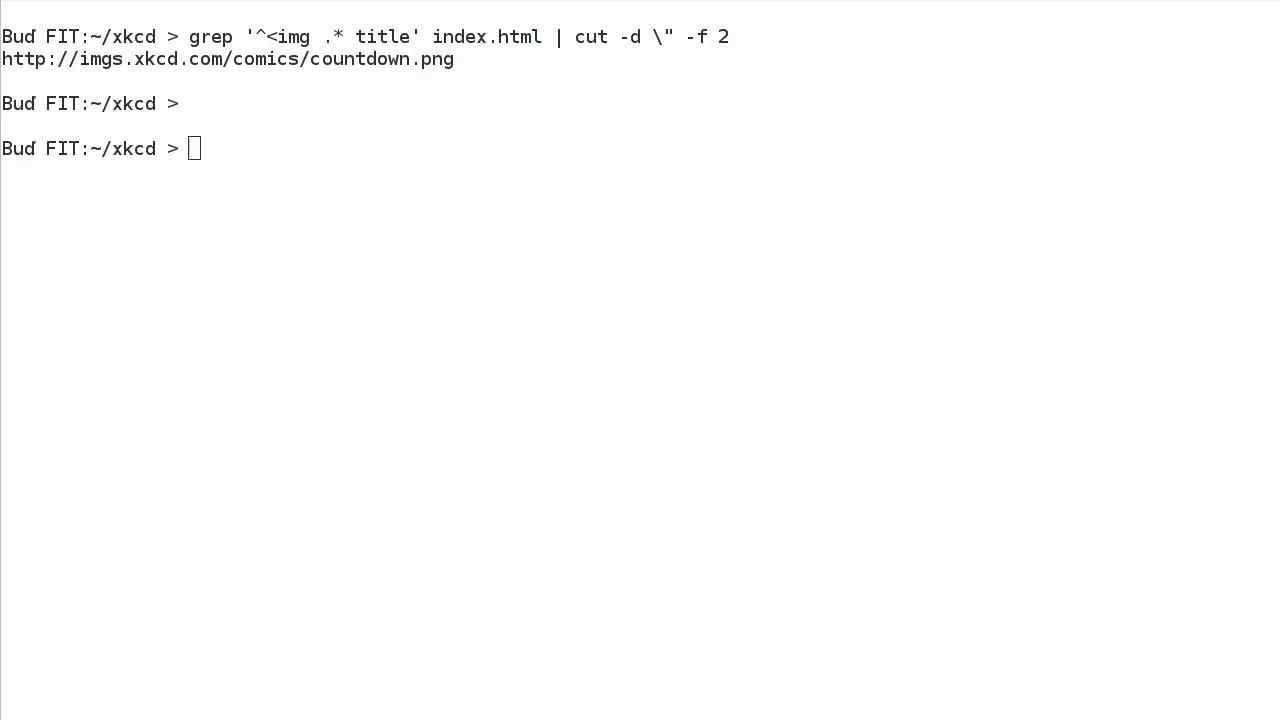 Buď FIT:~/xkcd > grep '^<img .* title' index.html | cut -d \" -f 2
http://imgs.xkcd.com/comics/countdown.png
Buď FIT:~/xkcd >
Buď FIT:~/xkcd >